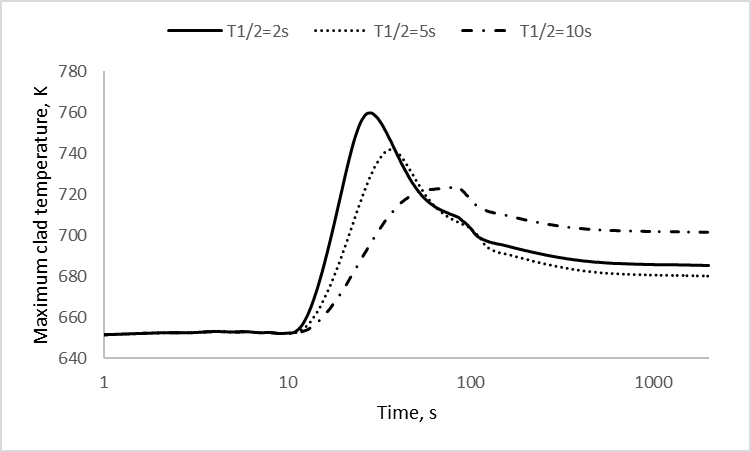 T1/2=2s T1/2=5s T1/2=10s
Maximum clad temperature, K
780
760
740
720
700
680
660
640
1 10 100 1000
Time, s